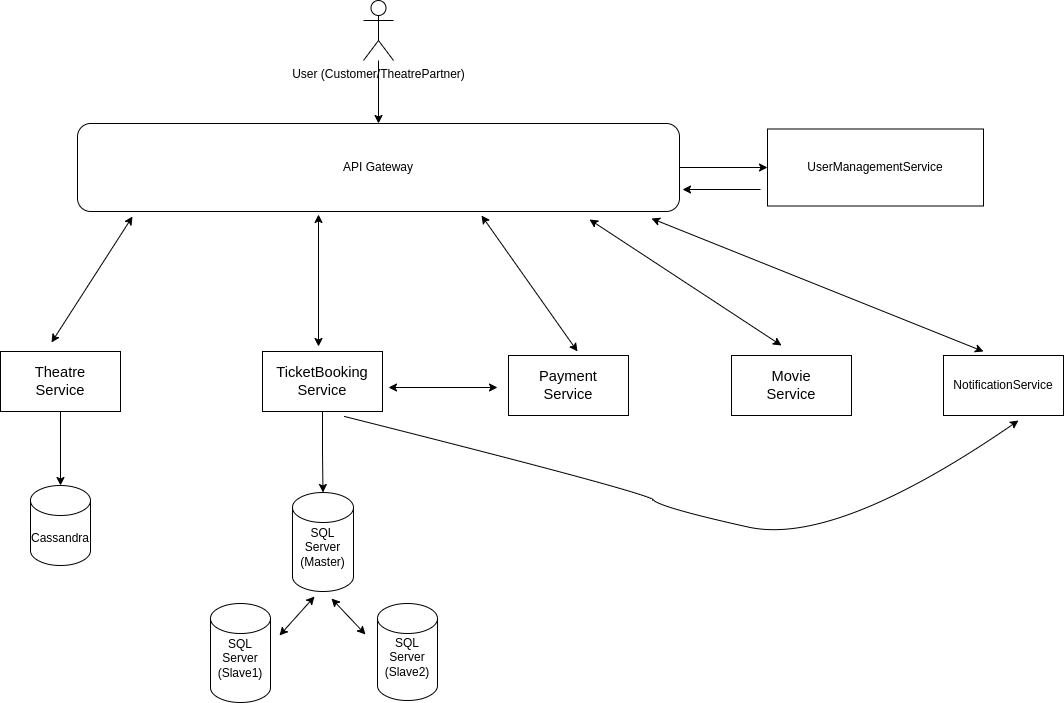 User (Customer/TheatrePartner)
API Gateway
UserManagementService
Theatre
Service
TicketBooking
Service
Payment
Service
Movie
Service
NotificationService
Cassandra
SQL
Server
(Master)
SQL
Server
(Slave1)
SQL
Server
(Slave2)